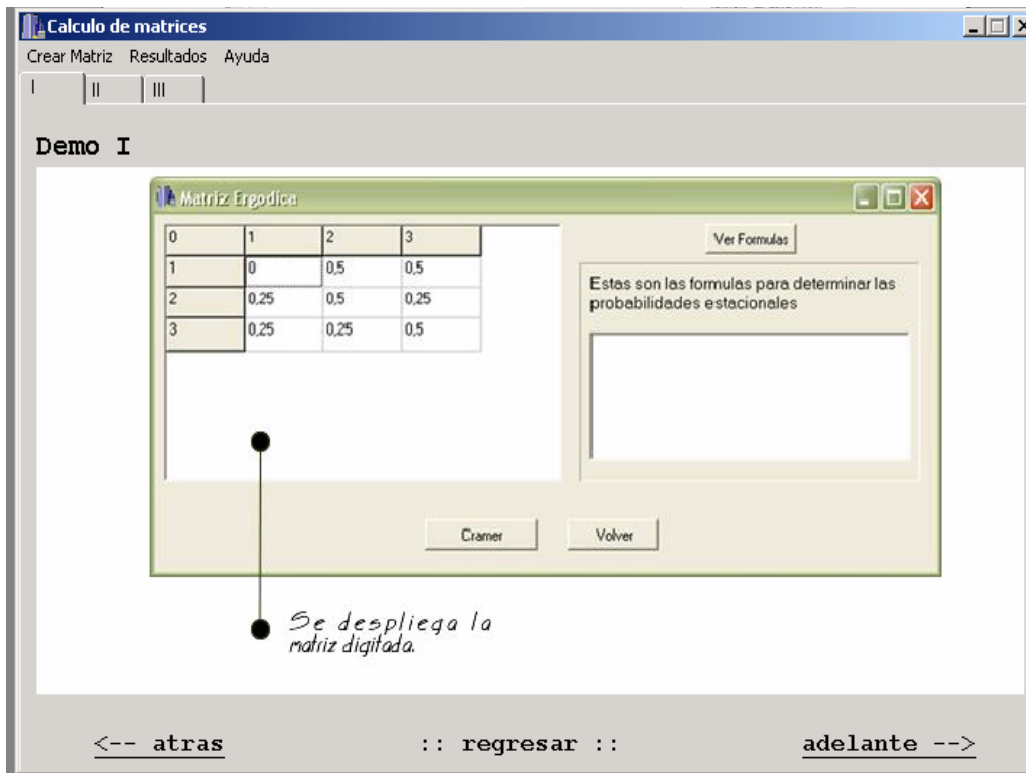 Calculo de matrices
Crear Matriz Resultados Ayuda
I II III
Demo I
Matriz Ergodica
0 1 2 3
1 0 0,5 0,5
2 0,25 0,5 0,25
3 0,25 0,25 0,5
Ver Formulas
Estas son las formulas para determinar las
probabilidades estacionales
Cramer Volver
Se despliega la
matriz digitada.
<-- atras :: regresar :: adelante -->